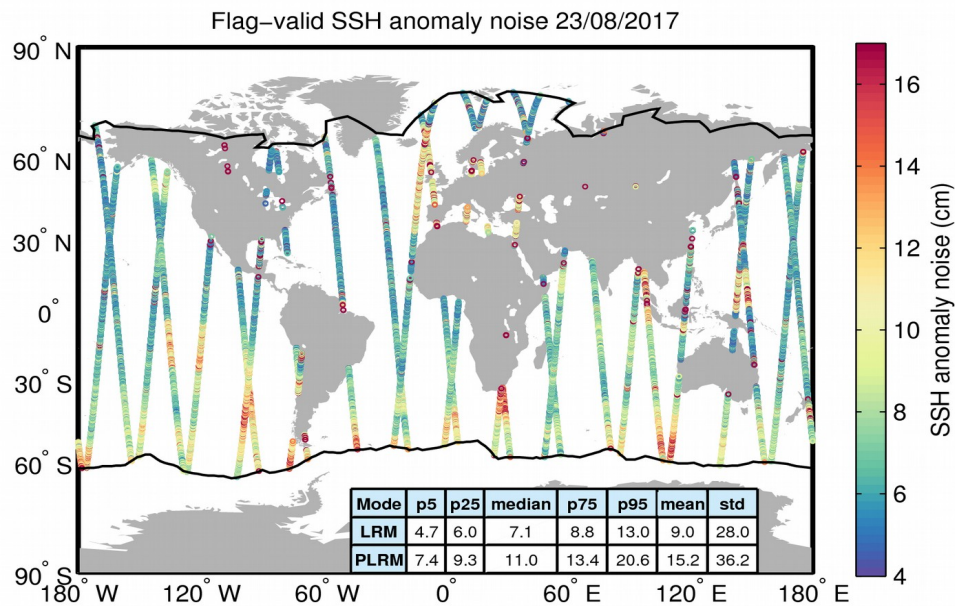 Flag−valid SSH anomaly noise 23/08/2017
90° N
60° N
30° N
0°
30° S
60° S
90° S
180° W 120° W 60° W 0° 60° E 120° E 180° E
Mode p5 p25 median p75 p95 mean std
LRM 4.7 6.0 7.1 8.8 13.0 9.0 28.0
PLRM 7.4 9.3 11.0 13.4 20.6 15.2 36.2
16
14
12
10
8
6
4
SSH anomaly noise (cm)